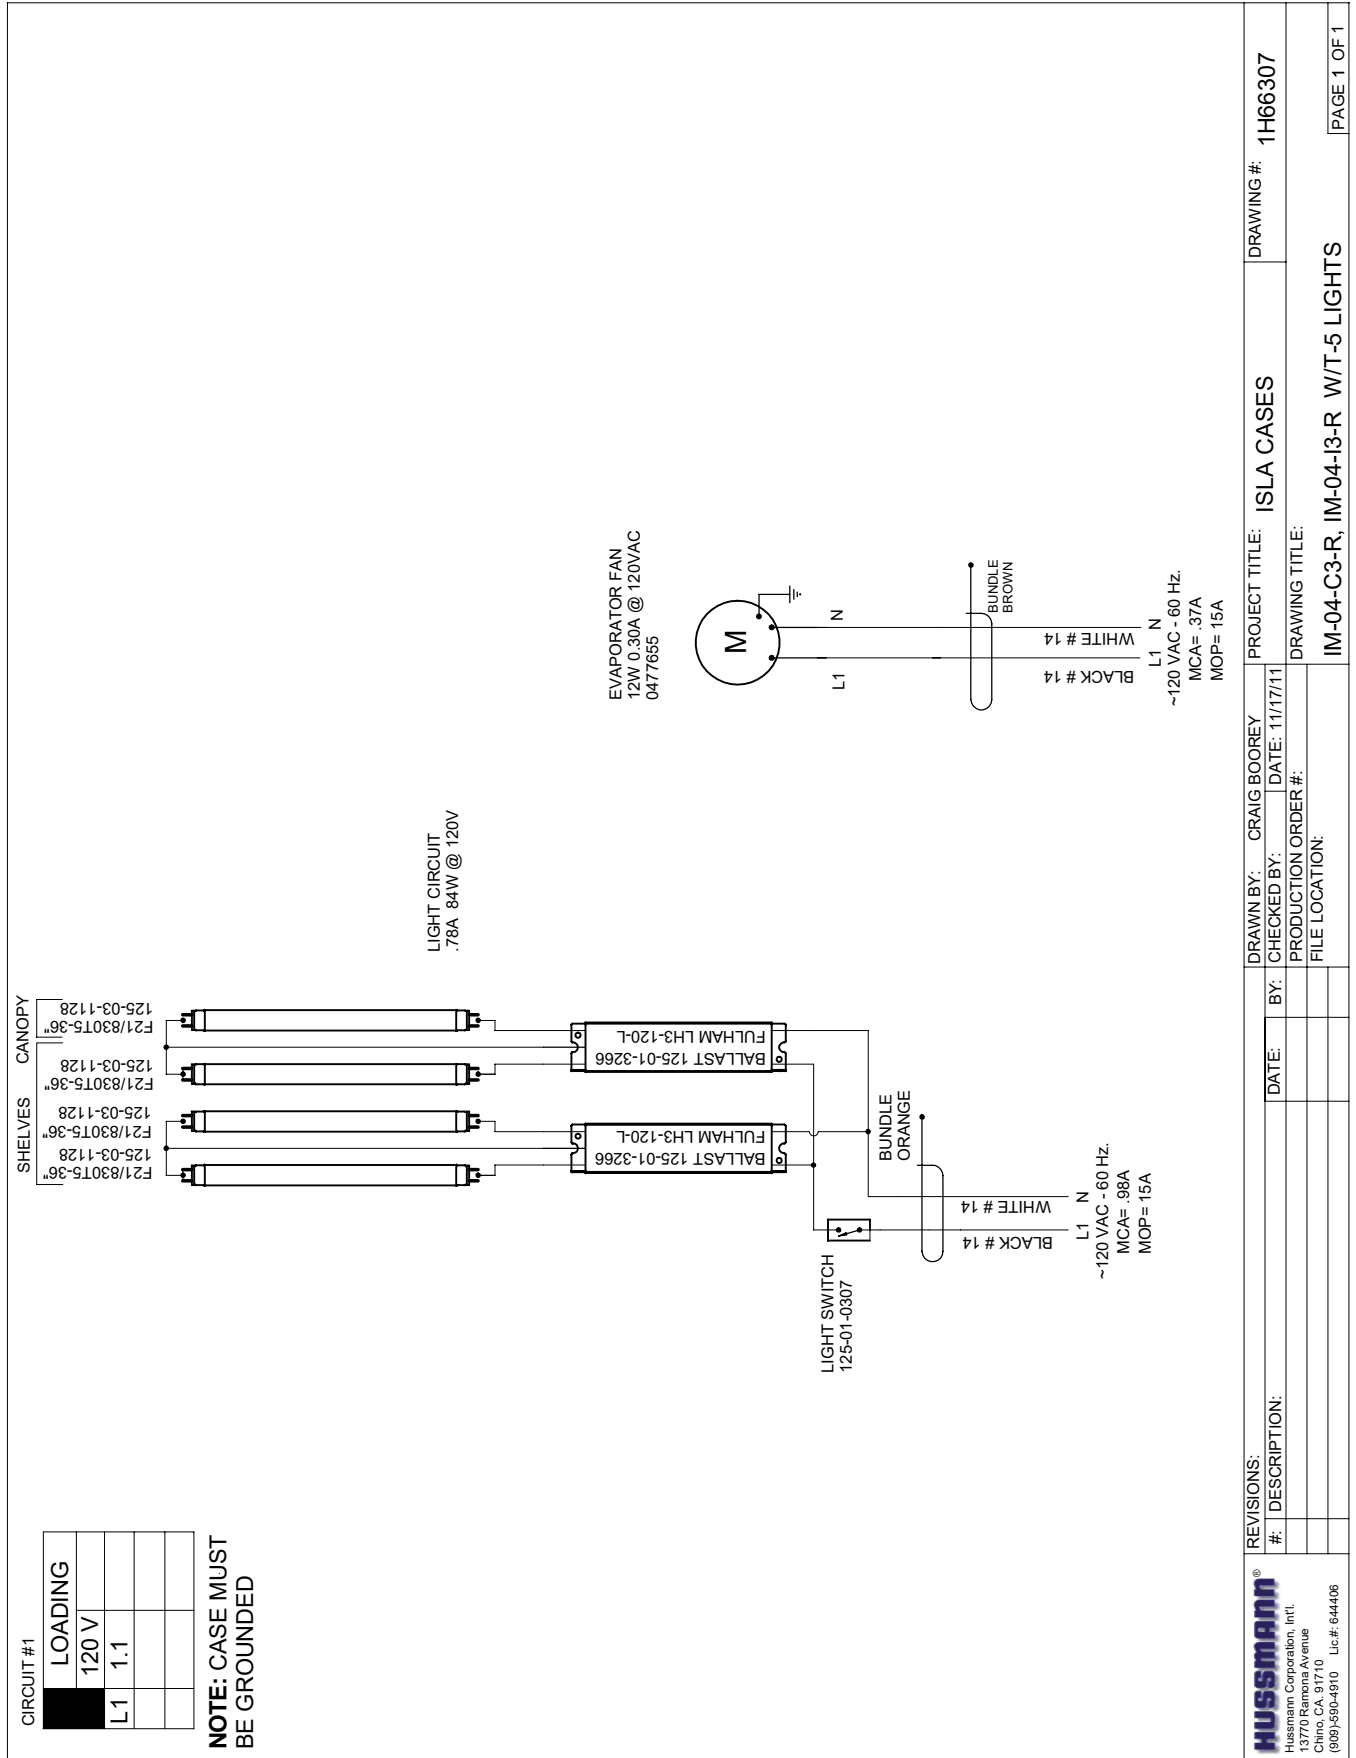 CIRCUIT #1
LOADING
120 V
L1 1.1
NOTE: CASE MUST
BE GROUNDED
SHELVES CANOPY
F21/830T5-36"
125-03-1128
F21/830T5-36"
125-03-1128
F21/830T5-36"
125-03-1128
F21/830T5-36"
125-03-1128
LIGHT CIRCUIT
.78A 84W @ 120V
BALLAST 125-01-3266
FULHAM LH3-120-L
BALLAST 125-01-3266
FULHAM LH3-120-L
LIGHT SWITCH
125-01-0307
BUNDLE
ORANGE
BLACK # 14
WHITE # 14
L1 N
~120 VAC - 60 Hz.
MCA= .98A
MOP= 15A
EVAPORATOR FAN
12W 0.30A @ 120VAC
0477655
M
L1 N
BUNDLE
BROWN
BLACK # 14
WHITE # 14
L1 N
~120 VAC - 60 Hz.
MCA= .37A
MOP= 15A
HUSSMANN®
Hussmann Corporation, Int'l.
13770 Ramona Avenue
Chino, CA. 91710
(909)-590-4910 Lic.#: 644406
REVISIONS:
#: DESCRIPTION: DATE: BY:
DRAWN BY: CRAIG BOOREY
CHECKED BY: DATE: 11/17/11
PRODUCTION ORDER #:
FILE LOCATION:
PROJECT TITLE: ISLA CASES
DRAWING #: 1H66307
DRAWING TITLE:
IM-04-C3-R, IM-04-I3-R W/T-5 LIGHTS
PAGE 1 OF 1